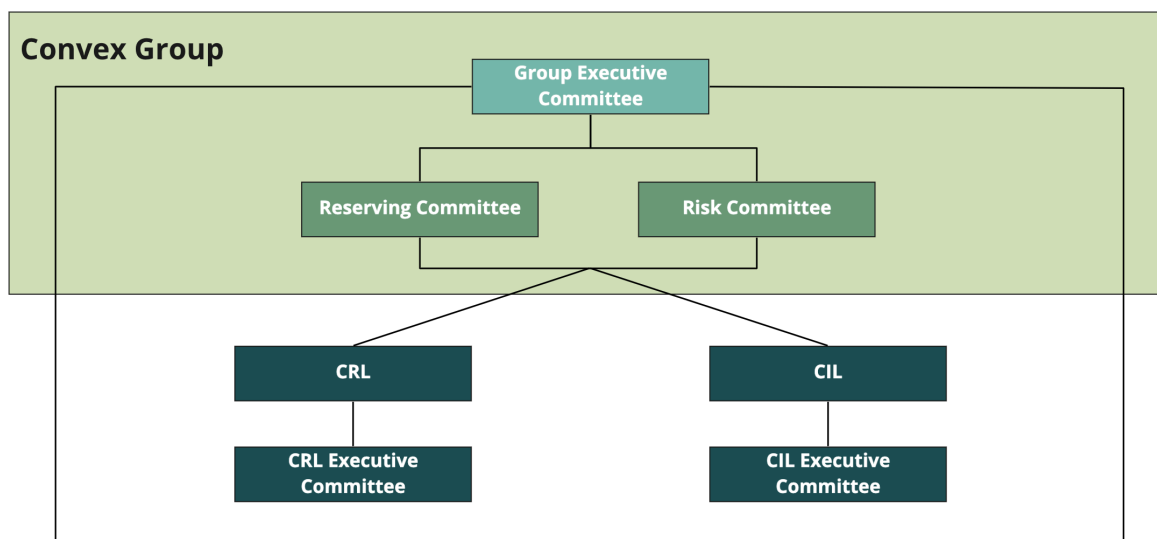 Convex Group
Group Executive
Committee
Reserving Committee
Risk Committee
CRL
CIL
CRL Executive
Committee
CIL Executive
Committee